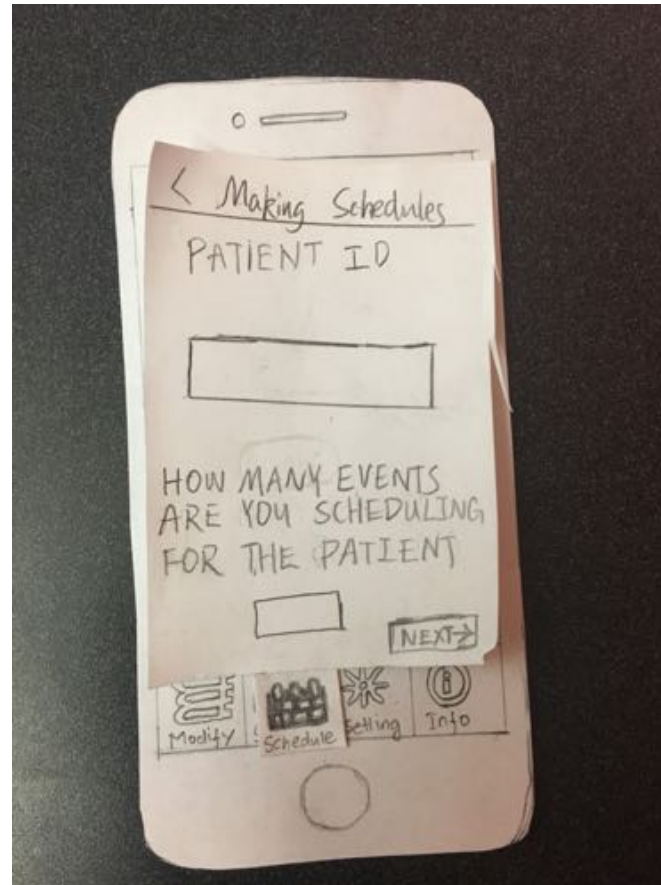 < Making Schedules
PATIENT ID
HOW MANY EVENTS
ARE YOU SCHEDULING
FOR THE PATIENT
NEXT→
Modify Schedule Setting Info